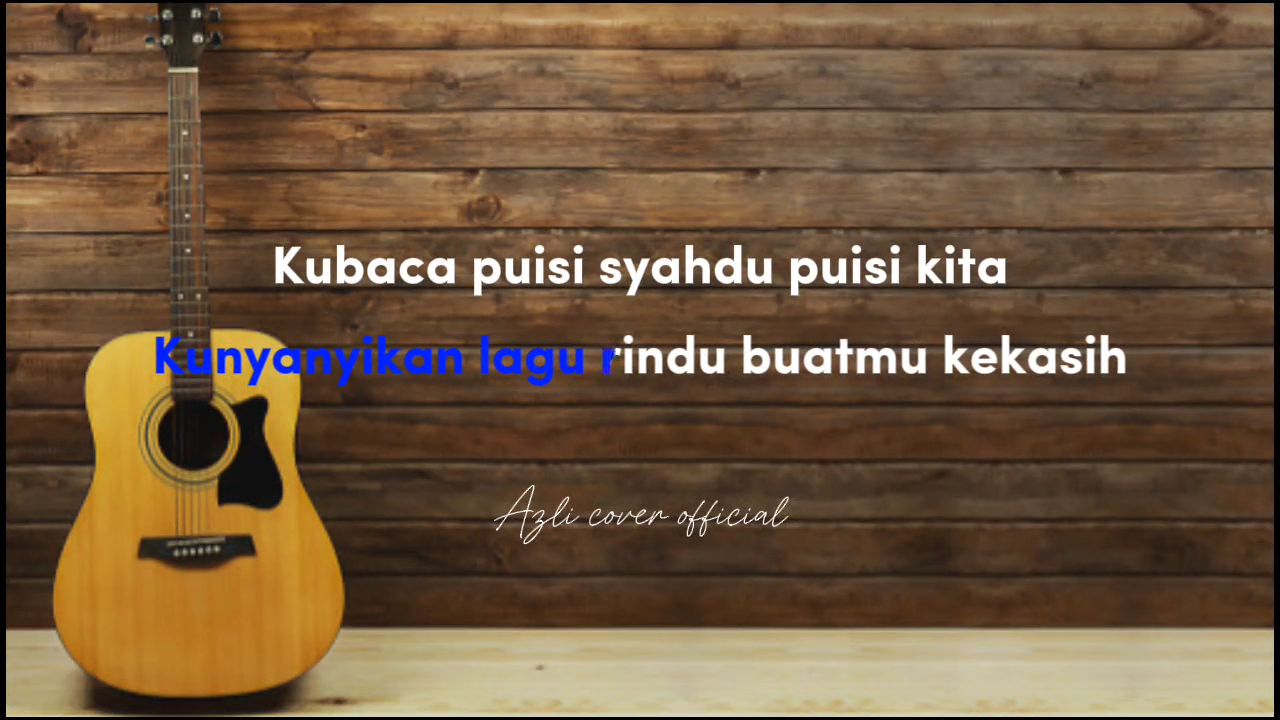 Kubaca puisi syahdu puisi kita
Kunyanyikan lagu rindu buatmu kekasih
Azli cover official